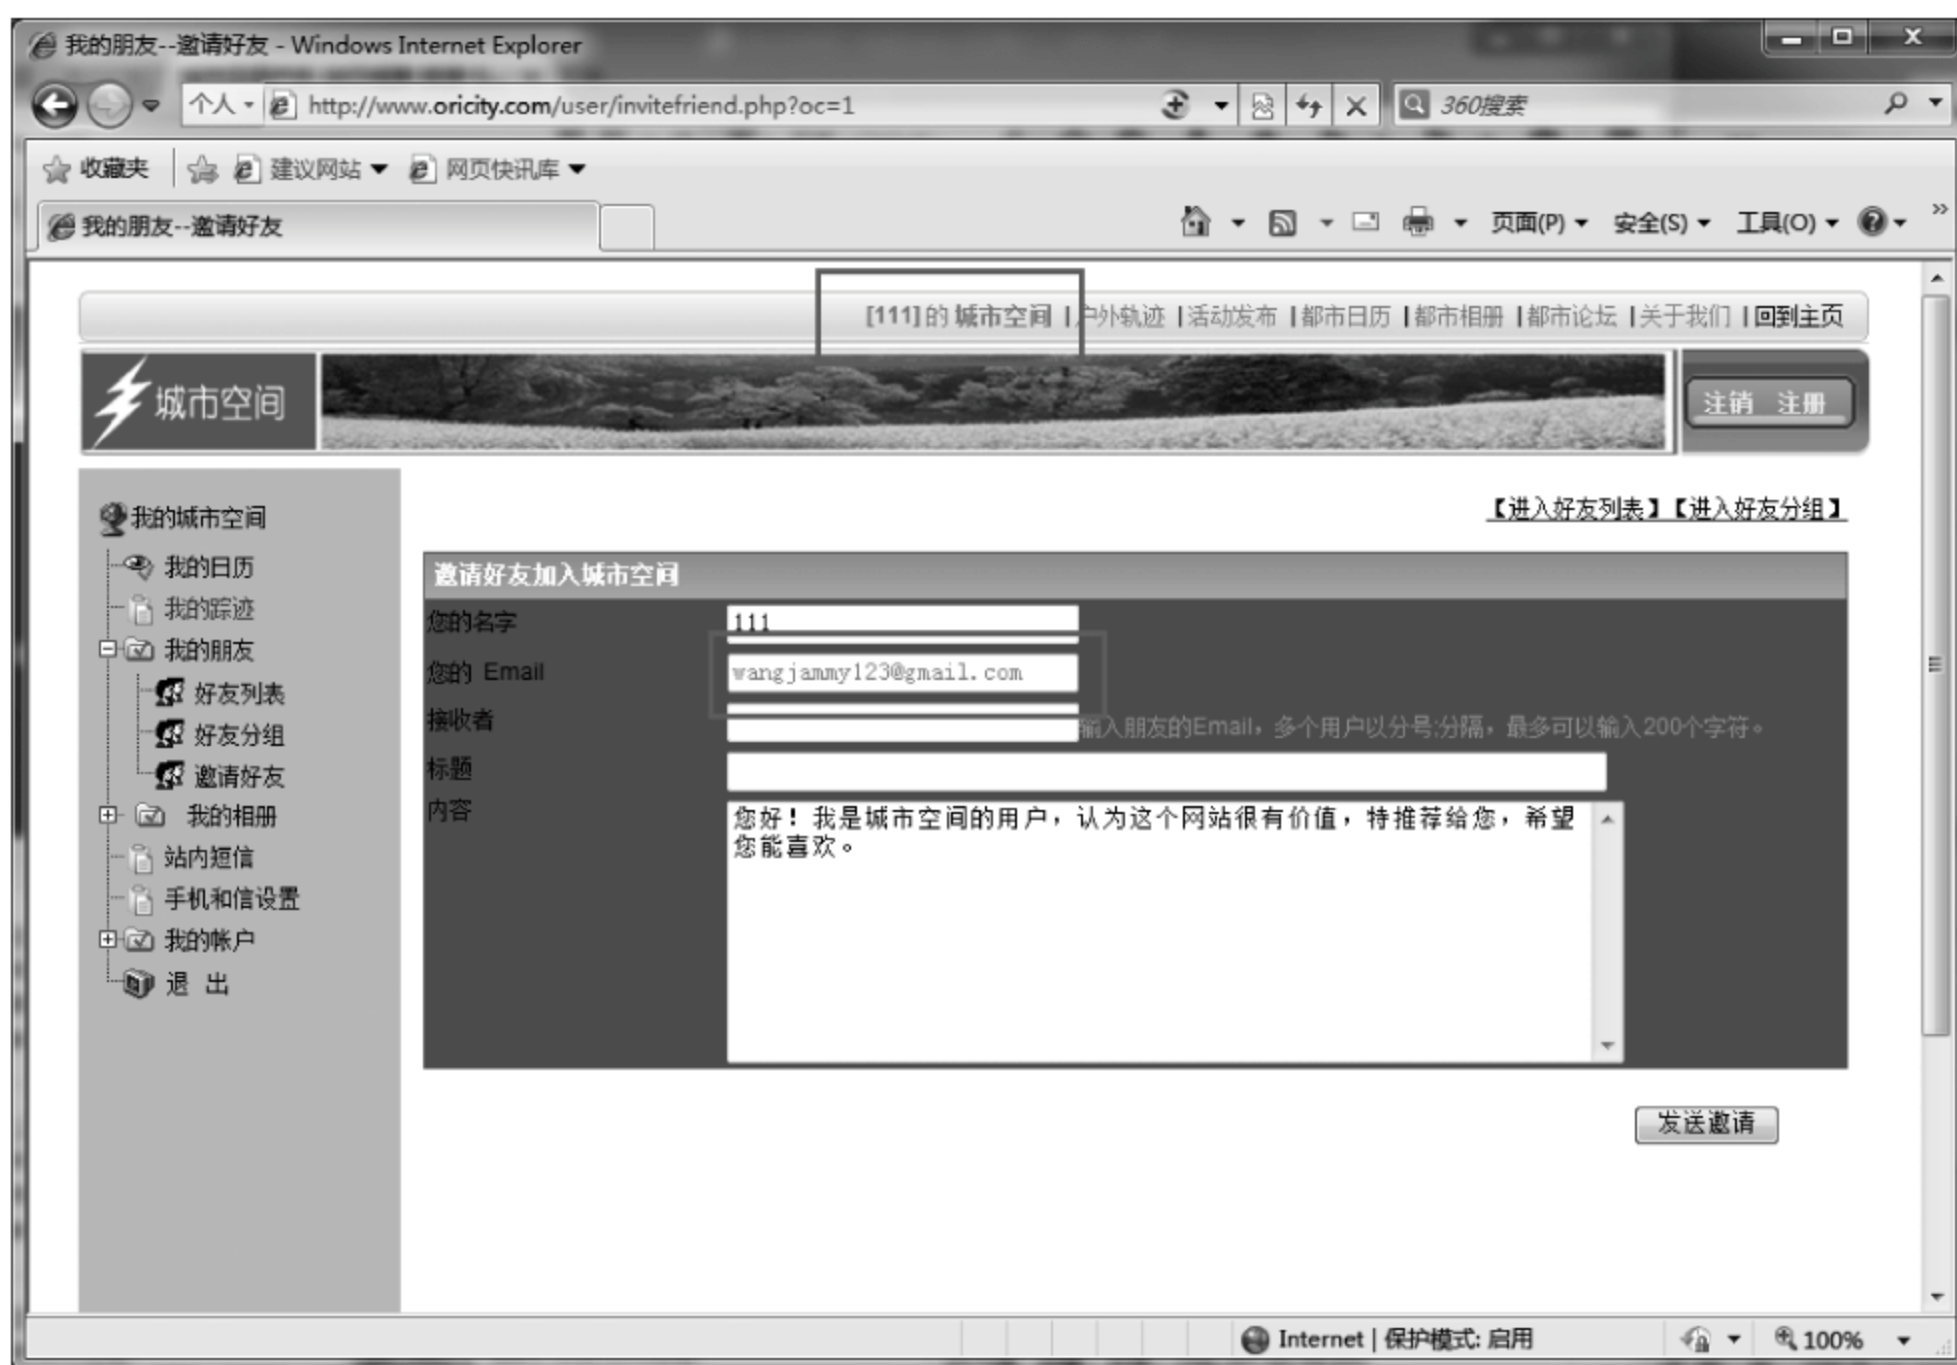 我的朋友--邀请好友 - Windows Internet Explorer
个人 http://www.oricity.com/user/invitefriend.php?oc=1 360搜索
收藏夹 建议网站 网页快讯库
我的朋友--邀请好友 页面(P) 安全(S) 工具(O)
[111]的 城市空间 |户外轨迹 |活动发布 |都市日历 |都市相册 |都市论坛 |关于我们 |回到主页
城市空间 注销 注册
【进入好友列表】【进入好友分组】
我的城市空间
我的日历
我的踪迹
我的朋友
好友列表
好友分组
邀请好友
我的相册
站内短信
手机和信设置
我的帐户
退 出
邀请好友加入城市空间
您的名字 111
您的 Email wangjammy123@gmail.com
接收者 输入朋友的Email，多个用户以分号;分隔，最多可以输入200个字符。
标题
内容 您好！我是城市空间的用户，认为这个网站很有价值，特推荐给您，希望
您能喜欢。
发送邀请
Internet | 保护模式: 启用 100%